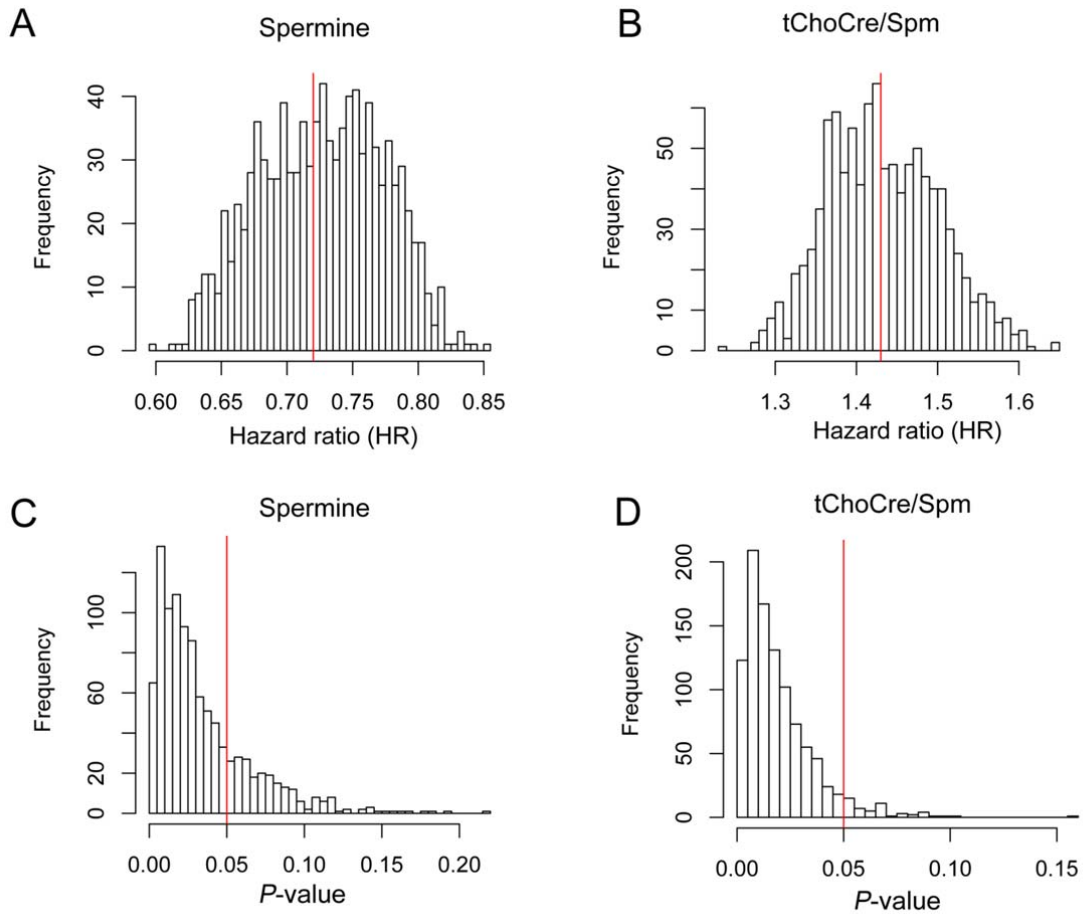 A
Spermine
Frequency
0
10
20
30
40
0.60 0.65 0.70 0.75 0.80 0.85
Hazard ratio (HR)
B
tChoCre/Spm
Frequency
0
10
30
50
1.3 1.4 1.5 1.6
Hazard ratio (HR)
C
Spermine
Frequency
0
20
60
100
0.00 0.05 0.10 0.15 0.20
P-value
D
tChoCre/Spm
Frequency
0
50
100
150
200
0.00 0.05 0.10 0.15
P-value